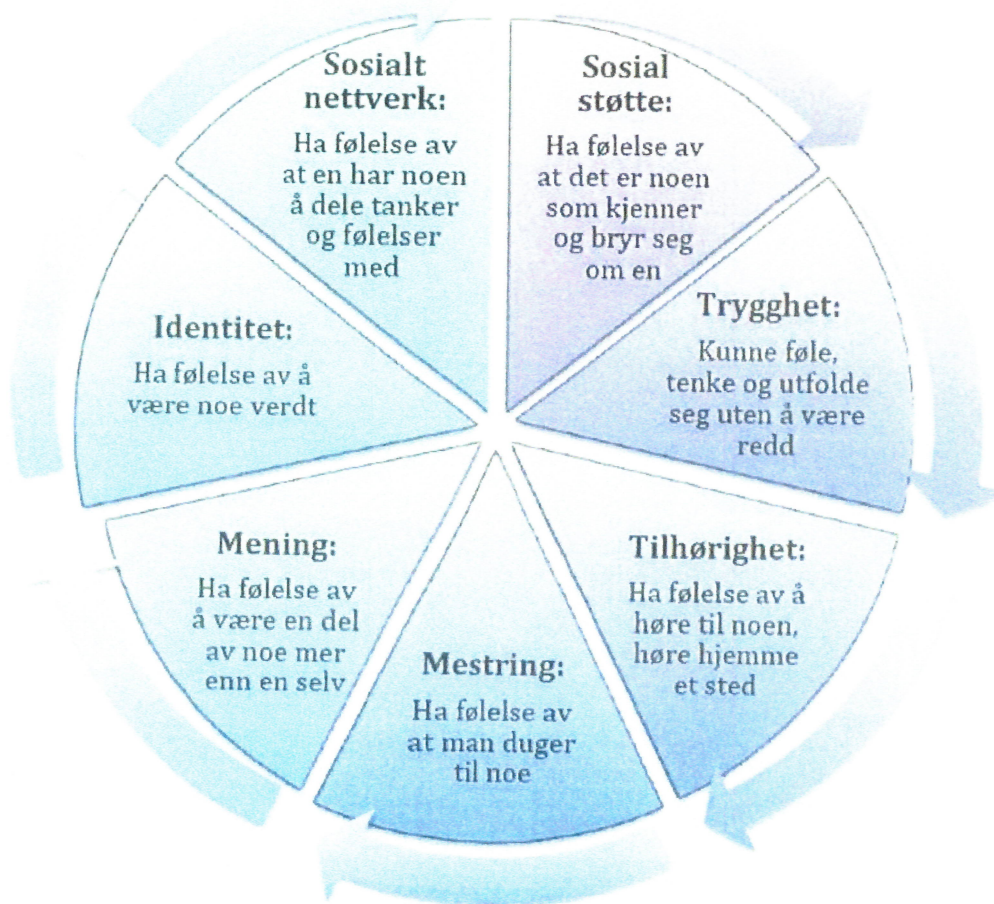 Sosialt
nettverk:
Ha følelse av
at en har noen
å dele tanker
og følelser
med
Sosial
støtte:
Ha følelse av
at det er noen
som kjenner
og bryr seg
om en
Trygghet:
Kunne føle,
tenke og utfolde
seg uten å være
redd
Tilhørighet:
Ha følelse av å
høre til noen,
høre hjemme
et sted
Mestring:
Ha følelse av
at man duger
til noe
Mening:
Ha følelse av
å være en del
av noe mer
enn en selv
Identitet:
Ha følelse av å
være noe verdt